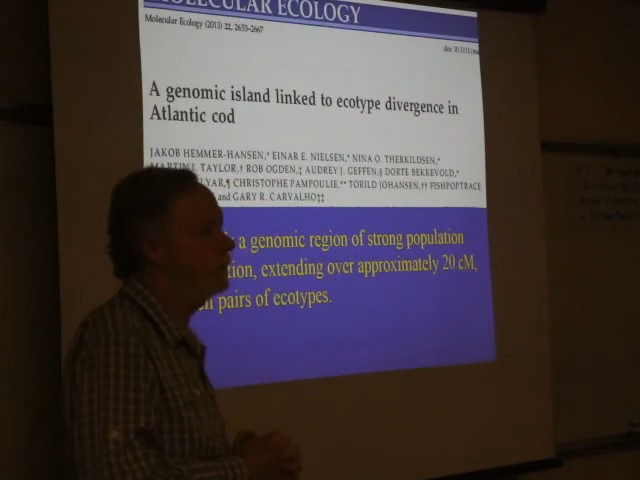 MOLECULAR ECOLOGY
Molecular Ecology (2013) 22, 2653–2667
A genomic island linked to ecotype divergence in
Atlantic cod
JAKOB HEMMER-HANSEN,* EINAR E. NIELSEN,* NINA O. THERKILDSEN,*
MARTIN I. TAYLOR,† ROB OGDEN,‡ AUDREY J. GEFFEN,§ DORTE BEKKEVOLD,*
CHRISTOPHE PAMPOULIE,** TORILD JOHANSEN,†† FISHPOPTRACE
and GARY R. CARVALHO‡‡
a genomic region of strong population
extending over approximately 20 cM,
pairs of ecotypes.